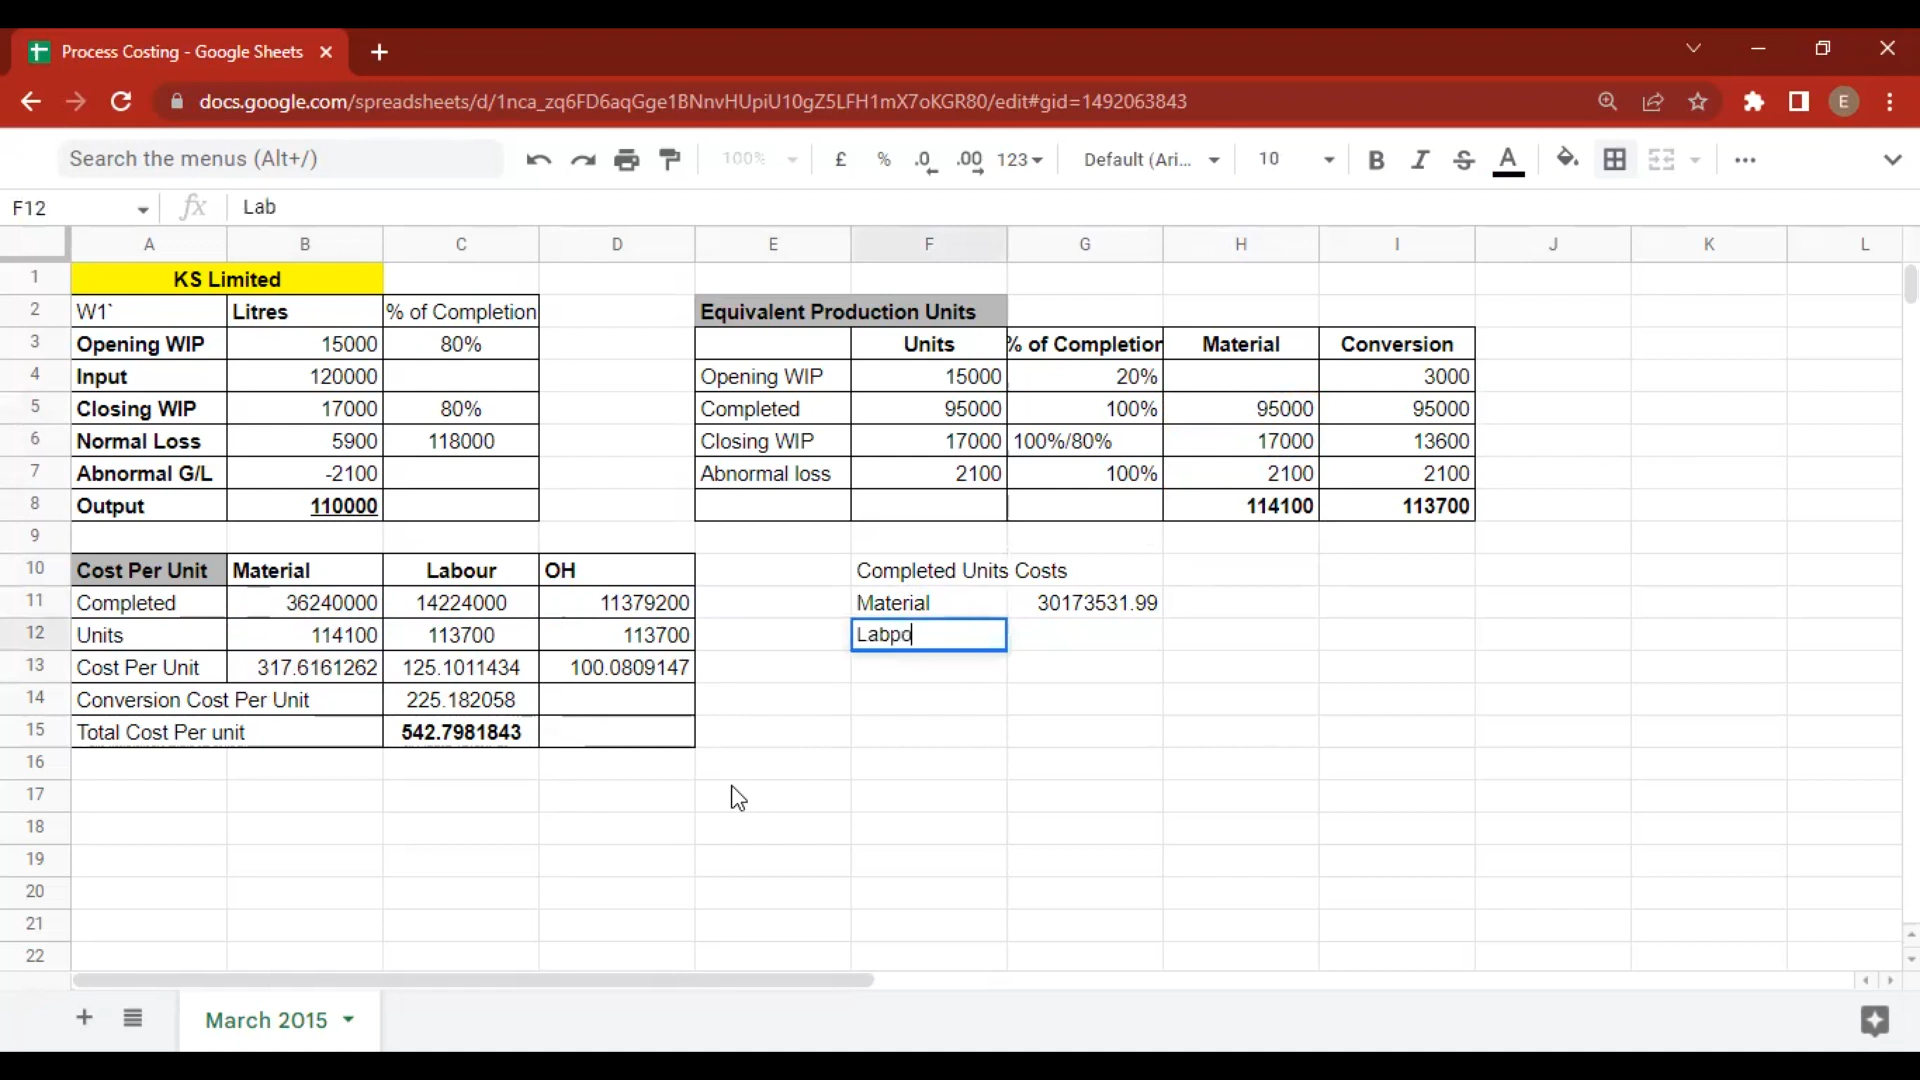 Process Costing - Google Sheets
docs.google.com/spreadsheets/d/1nca_zq6FD6aqGge1BNnvHUpiU10gZ5LFH1mX7oKGR80/edit#gid=1492063843
E
Search the menus (Alt+/)
100%
£ % .0 .00 123
Default (Ari...
10
B I S A
F12
fx
Lab
A B C D E F G H I J K L
1 KS Limited
2 W1` Litres % of Completion Equivalent Production Units
3 Opening WIP 15000 80% Units % of Completion Material Conversion
4 Input 120000 Opening WIP 15000 20% 3000
5 Closing WIP 17000 80% Completed 95000 100% 95000 95000
6 Normal Loss 5900 118000 Closing WIP 17000 100%/80% 17000 13600
7 Abnormal G/L -2100 Abnormal loss 2100 100% 2100 2100
8 Output 110000 114100 113700
9
10 Cost Per Unit Material Labour OH Completed Units Costs
11 Completed 36240000 14224000 11379200 Material 30173531.99
12 Units 114100 113700 113700 Labpo
13 Cost Per Unit 317.6161262 125.1011434 100.0809147
14 Conversion Cost Per Unit 225.182058
15 Total Cost Per unit 542.7981843
16
17
18
19
20
21
22
March 2015